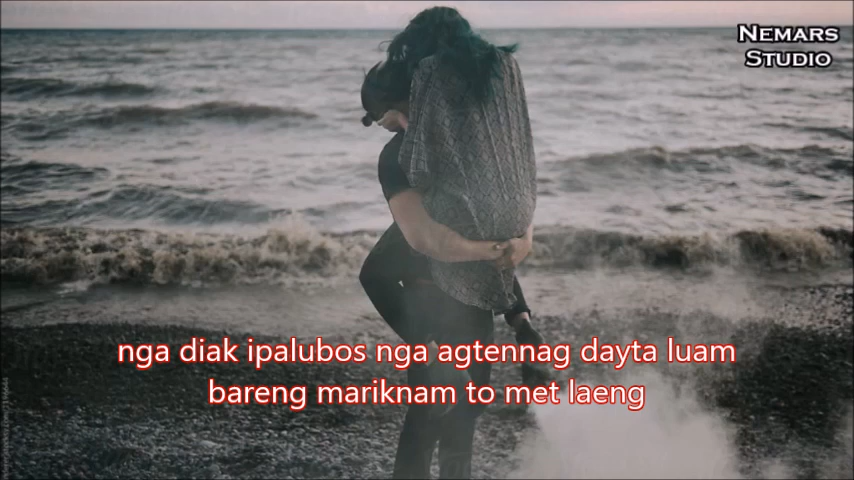 Nemars
Studio
nga diak ipalubos nga agtennag dayta luam
bareng mariknam to met laeng